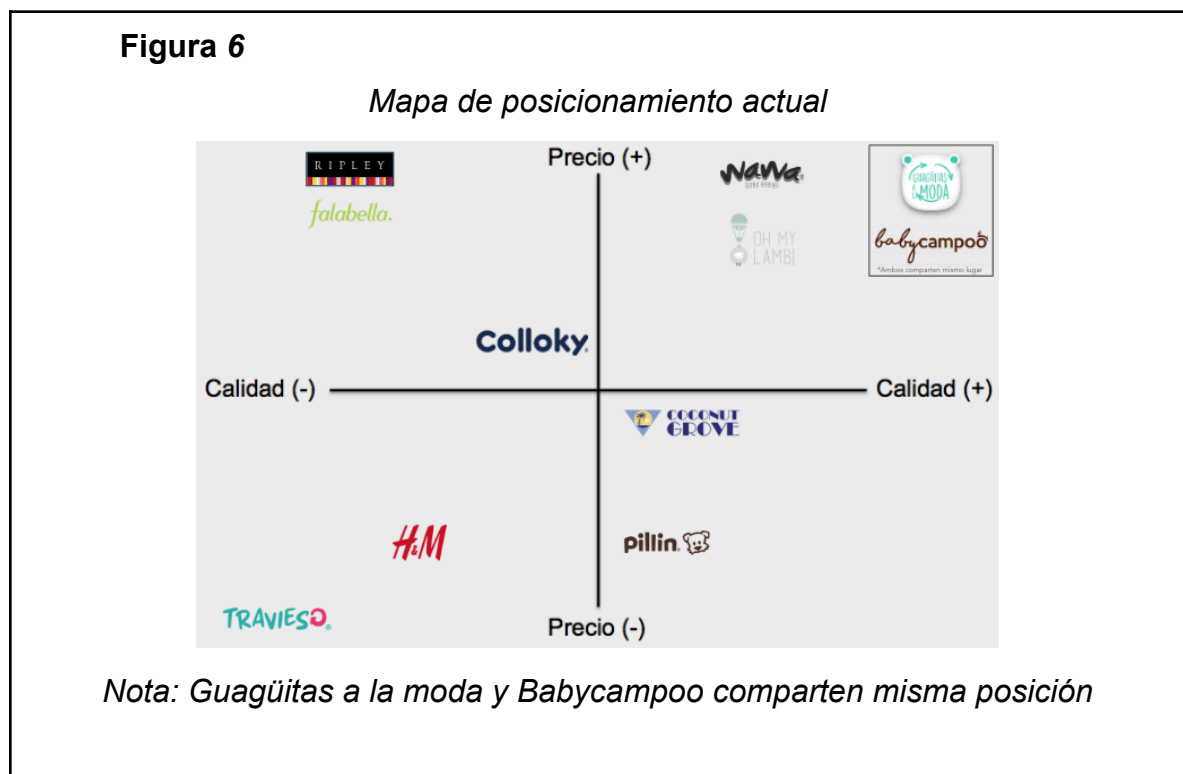 Figura 6
Mapa de posicionamiento actual
RIPLEY
Precio (+)
WaWa
GUAGÜITAS
A LA
MODA
falabella.
OH MY
LAMBI
babycampoo
*Ambos comparten mismo lugar
Colloky
Calidad (-)
Calidad (+)
COCONUT
GROVE
H&M
pillin
TRAVIESO
Precio (-)
Nota: Guagüitas a la moda y Babycampoo comparten misma posición